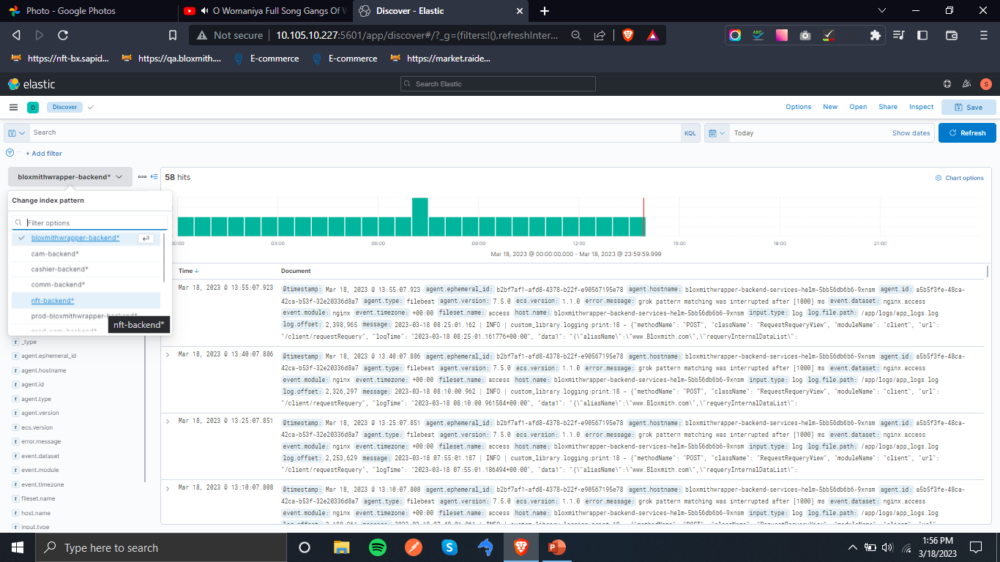 Photo - Google Photos
O Womaniya Full Song Gangs Of
Discover - Elastic
Not secure | 10.105.10.227:5601/app/discover#/?_g=(filters:!(),refreshInter...
https://nft-bx.sapid...
https://qa.bloxmith....
E-commerce
E-commerce
https://market.raide...
elastic
Search Elastic
S
D
Discover
Options New Open Share Inspect Save
Search
KQL
Today
Show dates
Refresh
+ Add filter
bloxmithwrapper-backend*
58 hits
Chart options
Change index pattern
Filter options
bloxmithwrapper-backend*
cam-backend*
cashier-backend*
comm-backend*
nft-backend*
prod-bloxmithwrapper-backend*
prod-cam-backend*
nft-backend*
_type
agent.ephemeral_id
agent.hostname
agent.id
agent.type
agent.version
ecs.version
error.message
event.dataset
event.module
event.timezone
fileset.name
host.name
input.type
00:00 03:00 06:00 09:00 12:00 15:00 18:00 21:00
Mar 18, 2023 @ 00:00:00.000 - Mar 18, 2023 @ 23:59:59.999
Time Document
Mar 18, 2023 @ 13:55:07.923 @timestamp: Mar 18, 2023 @ 13:55:07.923 agent.ephemeral_id: b2bf7af1-afd8-4378-b22f-e90567195e78 agent.hostname: bloxmithwrapper-backend-services-helm-5bb56db6b6-9xnsm agent.id: a5b5f3fe-48ca-
42ca-b53f-32e20336d8a7 agent.type: filebeat agent.version: 7.5.0 ecs.version: 1.1.0 error.message: grok pattern matching was interrupted after [1000] ms event.dataset: nginx.access
event.module: nginx event.timezone: +00:00 fileset.name: access host.name: bloxmithwrapper-backend-services-helm-5bb56db6b6-9xnsm input.type: log log.file.path: /app/logs/app_logs.log
log.offset: 2,398,965 message: 2023-03-18 08:25:01.162 | INFO | custom_library.logging:print:18 - {"methodName": "POST", "className": "RequestRequeryView", "moduleName": "client", "url":
"/client/requestRequery", "logTime": "2023-03-18 08:25:01.161776+00:00", "data1": "{\"aliasName\":\"www.Bloxmith.com\",\"requeryInternalDataList\":
Mar 18, 2023 @ 13:40:07.886 @timestamp: Mar 18, 2023 @ 13:40:07.886 agent.ephemeral_id: b2bf7af1-afd8-4378-b22f-e90567195e78 agent.hostname: bloxmithwrapper-backend-services-helm-5bb56db6b6-9xnsm agent.id: a5b5f3fe-48ca-
42ca-b53f-32e20336d8a7 agent.type: filebeat agent.version: 7.5.0 ecs.version: 1.1.0 error.message: grok pattern matching was interrupted after [1000] ms event.dataset: nginx.access
event.module: nginx event.timezone: +00:00 fileset.name: access host.name: bloxmithwrapper-backend-services-helm-5bb56db6b6-9xnsm input.type: log log.file.path: /app/logs/app_logs.log
log.offset: 2,326,297 message: 2023-03-18 08:10:00.962 | INFO | custom_library.logging:print:18 - {"methodName": "POST", "className": "RequestRequeryView", "moduleName": "client", "url":
"/client/requestRequery", "logTime": "2023-03-18 08:10:00.961584+00:00", "data1": "{\"aliasName\":\"www.Bloxmith.com\",\"requeryInternalDataList\":
Mar 18, 2023 @ 13:25:07.851 @timestamp: Mar 18, 2023 @ 13:25:07.851 agent.ephemeral_id: b2bf7af1-afd8-4378-b22f-e90567195e78 agent.hostname: bloxmithwrapper-backend-services-helm-5bb56db6b6-9xnsm agent.id: a5b5f3fe-48ca-
42ca-b53f-32e20336d8a7 agent.type: filebeat agent.version: 7.5.0 ecs.version: 1.1.0 error.message: grok pattern matching was interrupted after [1000] ms event.dataset: nginx.access
event.module: nginx event.timezone: +00:00 fileset.name: access host.name: bloxmithwrapper-backend-services-helm-5bb56db6b6-9xnsm input.type: log log.file.path: /app/logs/app_logs.log
log.offset: 2,253,629 message: 2023-03-18 07:55:01.187 | INFO | custom_library.logging:print:18 - {"methodName": "POST", "className": "RequestRequeryView", "moduleName": "client", "url":
"/client/requestRequery", "logTime": "2023-03-18 07:55:01.186494+00:00", "data1": "{\"aliasName\":\"www.Bloxmith.com\",\"requeryInternalDataList\":
Mar 18, 2023 @ 13:10:07.808 @timestamp: Mar 18, 2023 @ 13:10:07.808 agent.ephemeral_id: b2bf7af1-afd8-4378-b22f-e90567195e78 agent.hostname: bloxmithwrapper-backend-services-helm-5bb56db6b6-9xnsm agent.id: a5b5f3fe-48ca-
42ca-b53f-32e20336d8a7 agent.type: filebeat agent.version: 7.5.0 ecs.version: 1.1.0 error.message: grok pattern matching was interrupted after [1000] ms event.dataset: nginx.access
event.module: nginx event.timezone: +00:00 fileset.name: access host.name: bloxmithwrapper-backend-services-helm-5bb56db6b6-9xnsm input.type: log log.file.path: /app/logs/app_logs.log
Type here to search
1:56 PM
3/18/2023